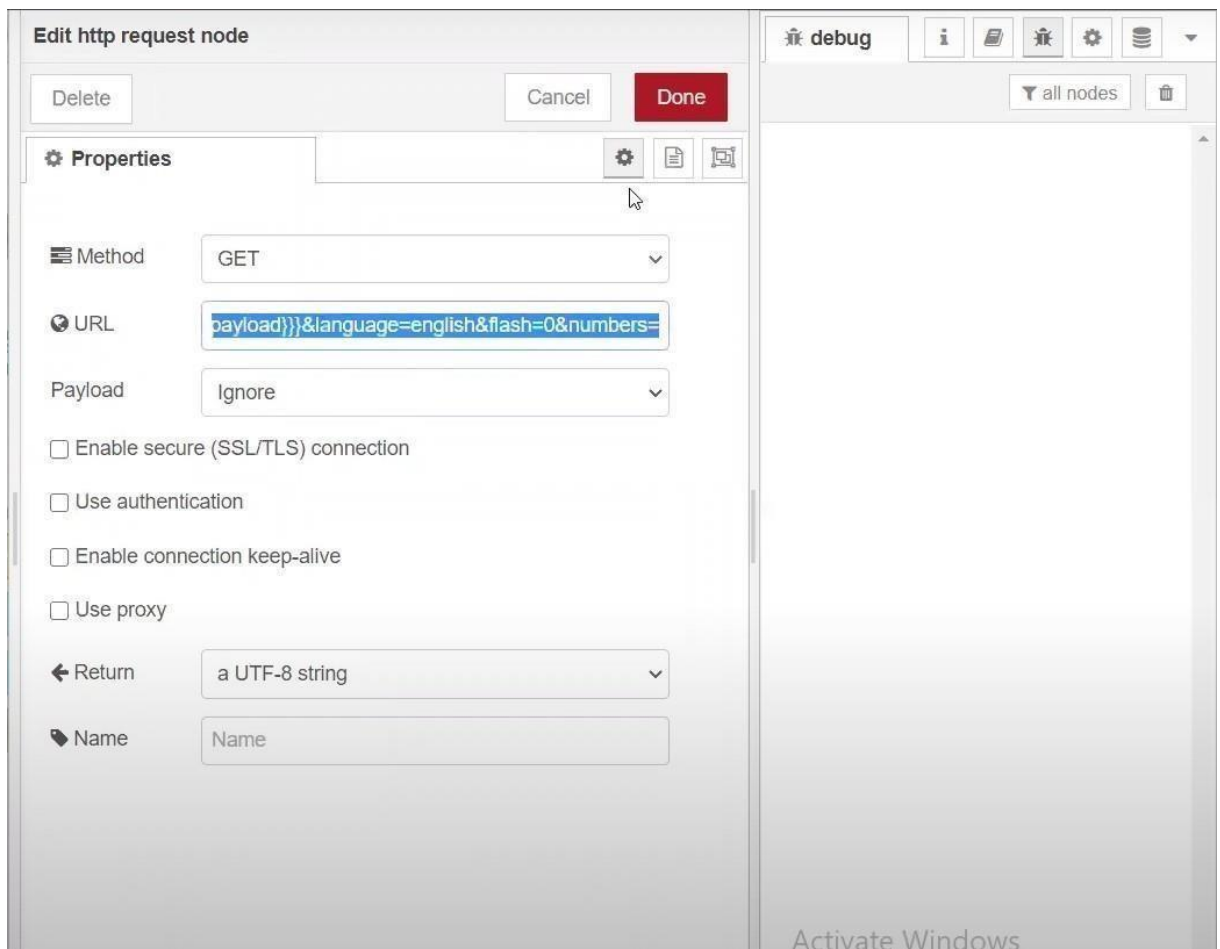 Edit http request node
Delete
Cancel
Done
Properties
Method
GET
URL
payload}}}&language=english&flash=0&numbers=
Payload
Ignore
Enable secure (SSL/TLS) connection
Use authentication
Enable connection keep-alive
Use proxy
Return
a UTF-8 string
Name
Name
debug
i
all nodes
Activate Windows